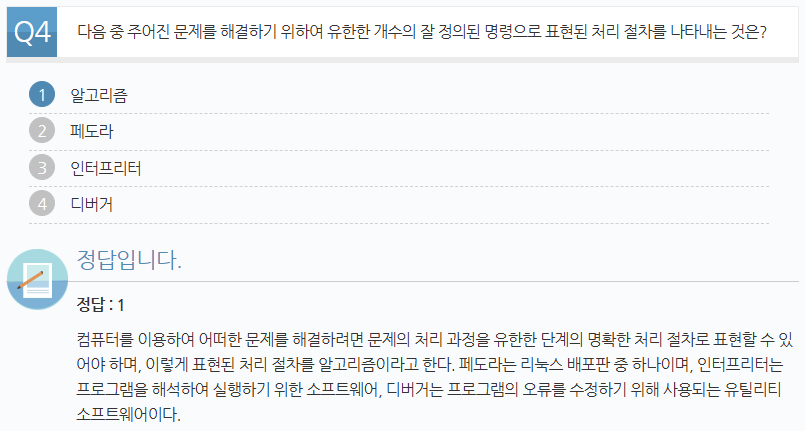 Q4 다음 중 주어진 문제를 해결하기 위하여 유한한 개수의 잘 정의된 명령으로 표현된 처리 절차를 나타내는 것은?
1 알고리즘
2 페도라
3 인터프리터
4 디버거
정답입니다.
정답 : 1
컴퓨터를 이용하여 어떠한 문제를 해결하려면 문제의 처리 과정을 유한한 단계의 명확한 처리 절차로 표현할 수 있
어야 하며, 이렇게 표현된 처리 절차를 알고리즘이라고 한다. 페도라는 리눅스 배포판 중 하나이며, 인터프리터는
프로그램을 해석하여 실행하기 위한 소프트웨어, 디버거는 프로그램의 오류를 수정하기 위해 사용되는 유틸리티
소프트웨어이다.